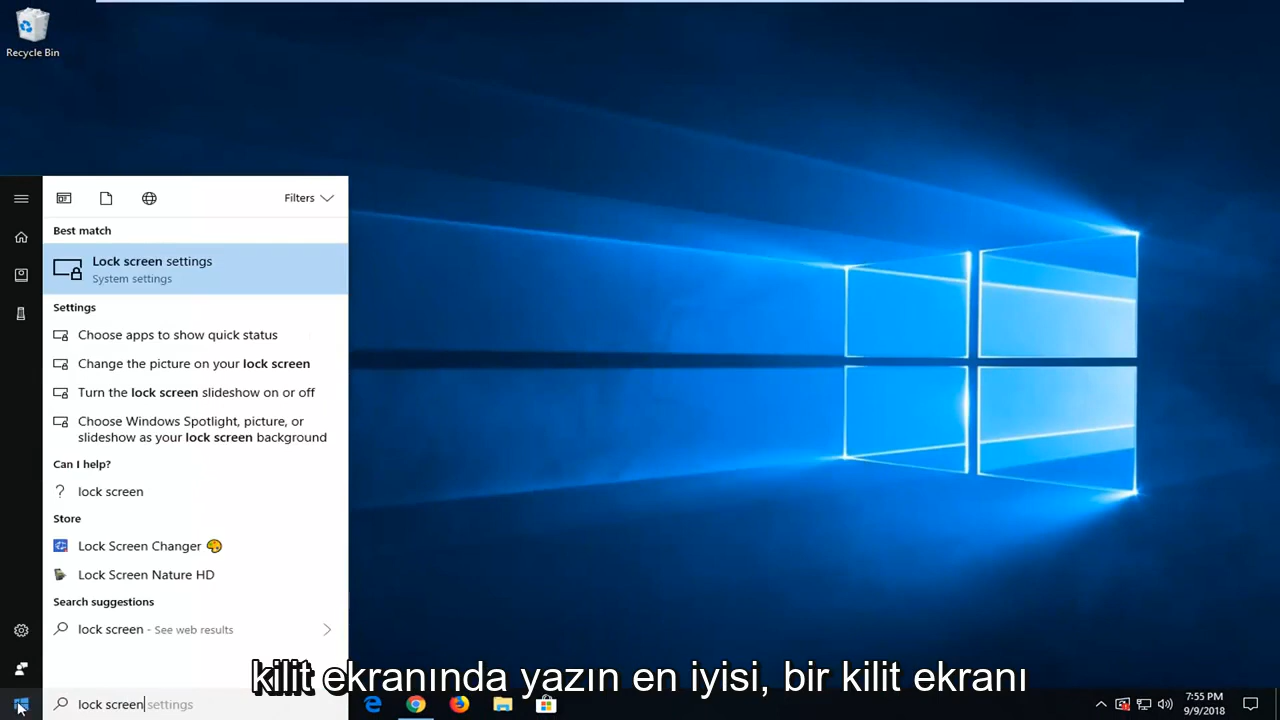 Recycle Bin
Filters
Best match
Lock screen settings
System settings
Settings
Choose apps to show quick status
Change the picture on your lock screen
Turn the lock screen slideshow on or off
Choose Windows Spotlight, picture, or
slideshow as your lock screen background
Can I help?
? lock screen
Store
Lock Screen Changer
Lock Screen Nature HD
Search suggestions
lock screen - See web results
kilit ekranında yazın en iyisi, bir kilit ekranı
lock screen settings
7:55 PM
9/9/2018